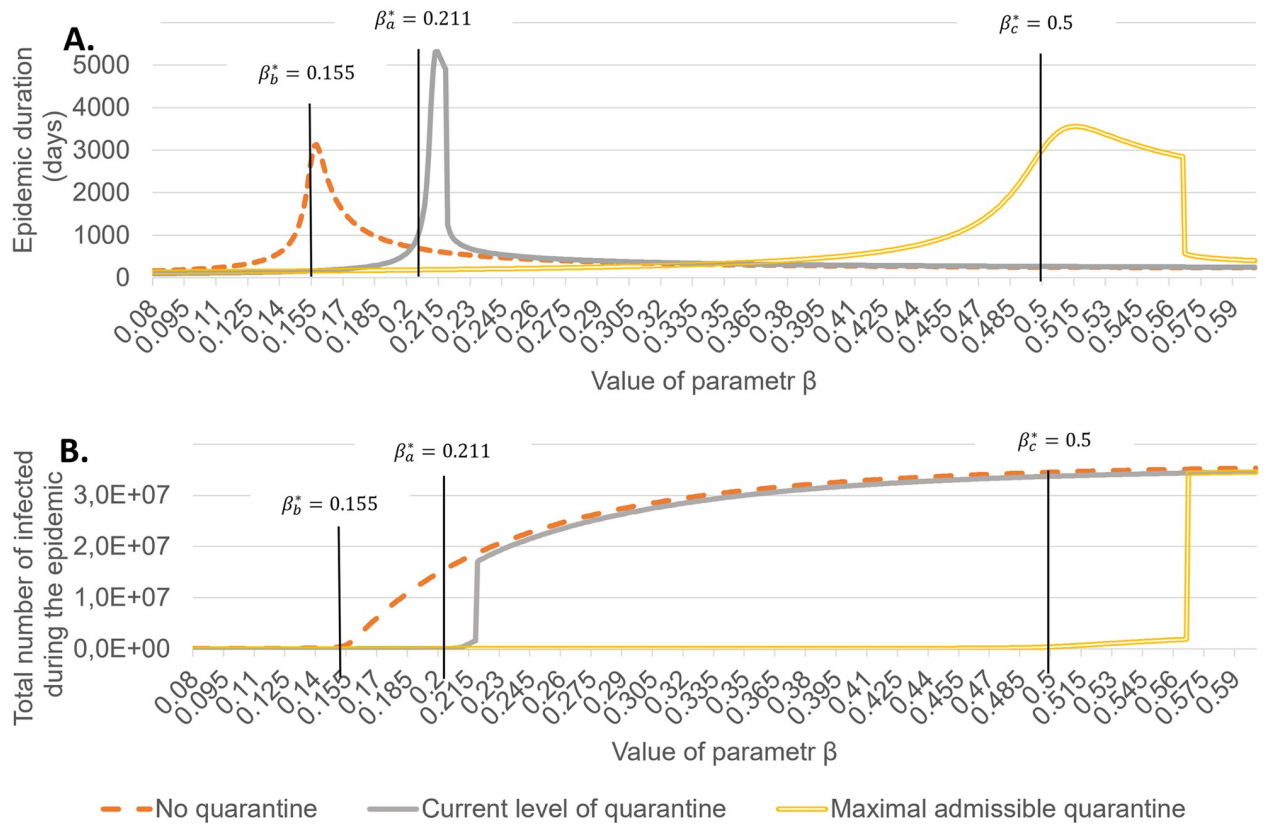 A.
β*a = 0.211
β*c = 0.5
β*b = 0.155
Epidemic duration
(days)
5000
4000
3000
2000
1000
0
0.08 0.095 0.11 0.125 0.14 0.155 0.17 0.185 0.2 0.215 0.23 0.245 0.26 0.275 0.29 0.305 0.32 0.335 0.35 0.365 0.38 0.395 0.41 0.425 0.44 0.455 0.47 0.485 0.5 0.515 0.53 0.545 0.56 0.575 0.59
Value of parametr β
B.
β*a = 0.211
β*c = 0.5
β*b = 0.155
Total number of infected
during the epidemic
3,0E+07
2,0E+07
1,0E+07
0,0E+00
0.08 0.095 0.11 0.125 0.14 0.155 0.17 0.185 0.2 0.215 0.23 0.245 0.26 0.275 0.29 0.305 0.32 0.335 0.35 0.365 0.38 0.395 0.41 0.425 0.44 0.455 0.47 0.485 0.5 0.515 0.53 0.545 0.56 0.575 0.59
Value of parametr β
No quarantine Current level of quarantine Maximal admissible quarantine